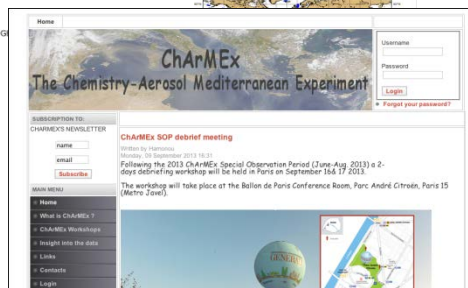 Home
ChArMEx
The Chemistry-Aerosol Mediterranean Experiment
Username
Password
Login
Forgot your password?
SUBSCRIPTION TO:
CHARMEX'S NEWSLETTER
name
email
Subscribe
MAIN MENU
Home
What is ChArMEx ?
ChArMEx Workshops
Insight into the data
Links
Contacts
Login
ChArMEx SOP debrief meeting
Written by Hamonou
Monday, 09 September 2013 16:31
Following the 2013 ChArMEx Special Observation Period (June-Aug. 2013) a 2-
days debriefing workshop will be held in Paris on September 16& 17 2013.
The workshop will take place at the Ballon de Paris Conference Room, Parc André Citroën, Paris 15
(Metro Javel).
GENERALI